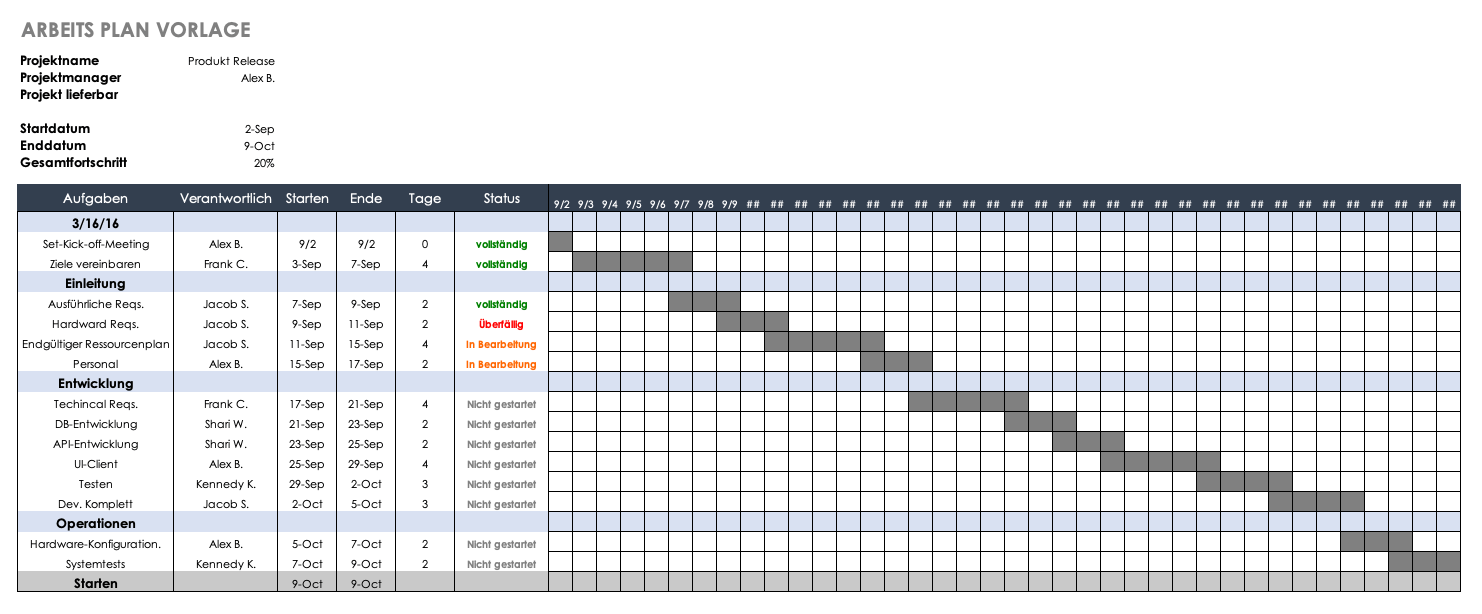 ARBEITS PLAN VORLAGE
Projektname Produkt Release
Projektmanager Alex B.
Projekt lieferbar
Startdatum 2-Sep
Enddatum 9-Oct
Gesamtfortschritt 20%
Aufgaben Verantwortlich Starten Ende Tage Status 9/2 9/3 9/4 9/5 9/6 9/7 9/8 9/9 ## ## ## ## ## ## ## ## ## ## ## ## ## ## ## ## ## ## ## ## ## ## ## ## ## ## ## ## ## ##
3/16/16
Set-Kick-off-Meeting Alex B. 9/2 9/2 0 vollständig
Ziele vereinbaren Frank C. 3-Sep 7-Sep 4 vollständig
Einleitung
Ausführliche Reqs. Jacob S. 7-Sep 9-Sep 2 vollständig
Hardward Reqs. Jacob S. 9-Sep 11-Sep 2 Überfällig
Endgültiger Ressourcenplan Jacob S. 11-Sep 15-Sep 4 In Bearbeitung
Personal Alex B. 15-Sep 17-Sep 2 In Bearbeitung
Entwicklung
Techincal Reqs. Frank C. 17-Sep 21-Sep 4 Nicht gestartet
DB-Entwicklung Shari W. 21-Sep 23-Sep 2 Nicht gestartet
API-Entwicklung Shari W. 23-Sep 25-Sep 2 Nicht gestartet
UI-Client Alex B. 25-Sep 29-Sep 4 Nicht gestartet
Testen Kennedy K. 29-Sep 2-Oct 3 Nicht gestartet
Dev. Komplett Jacob S. 2-Oct 5-Oct 3 Nicht gestartet
Operationen
Hardware-Konfiguration. Alex B. 5-Oct 7-Oct 2 Nicht gestartet
Systemtests Kennedy K. 7-Oct 9-Oct 2 Nicht gestartet
Starten 9-Oct 9-Oct